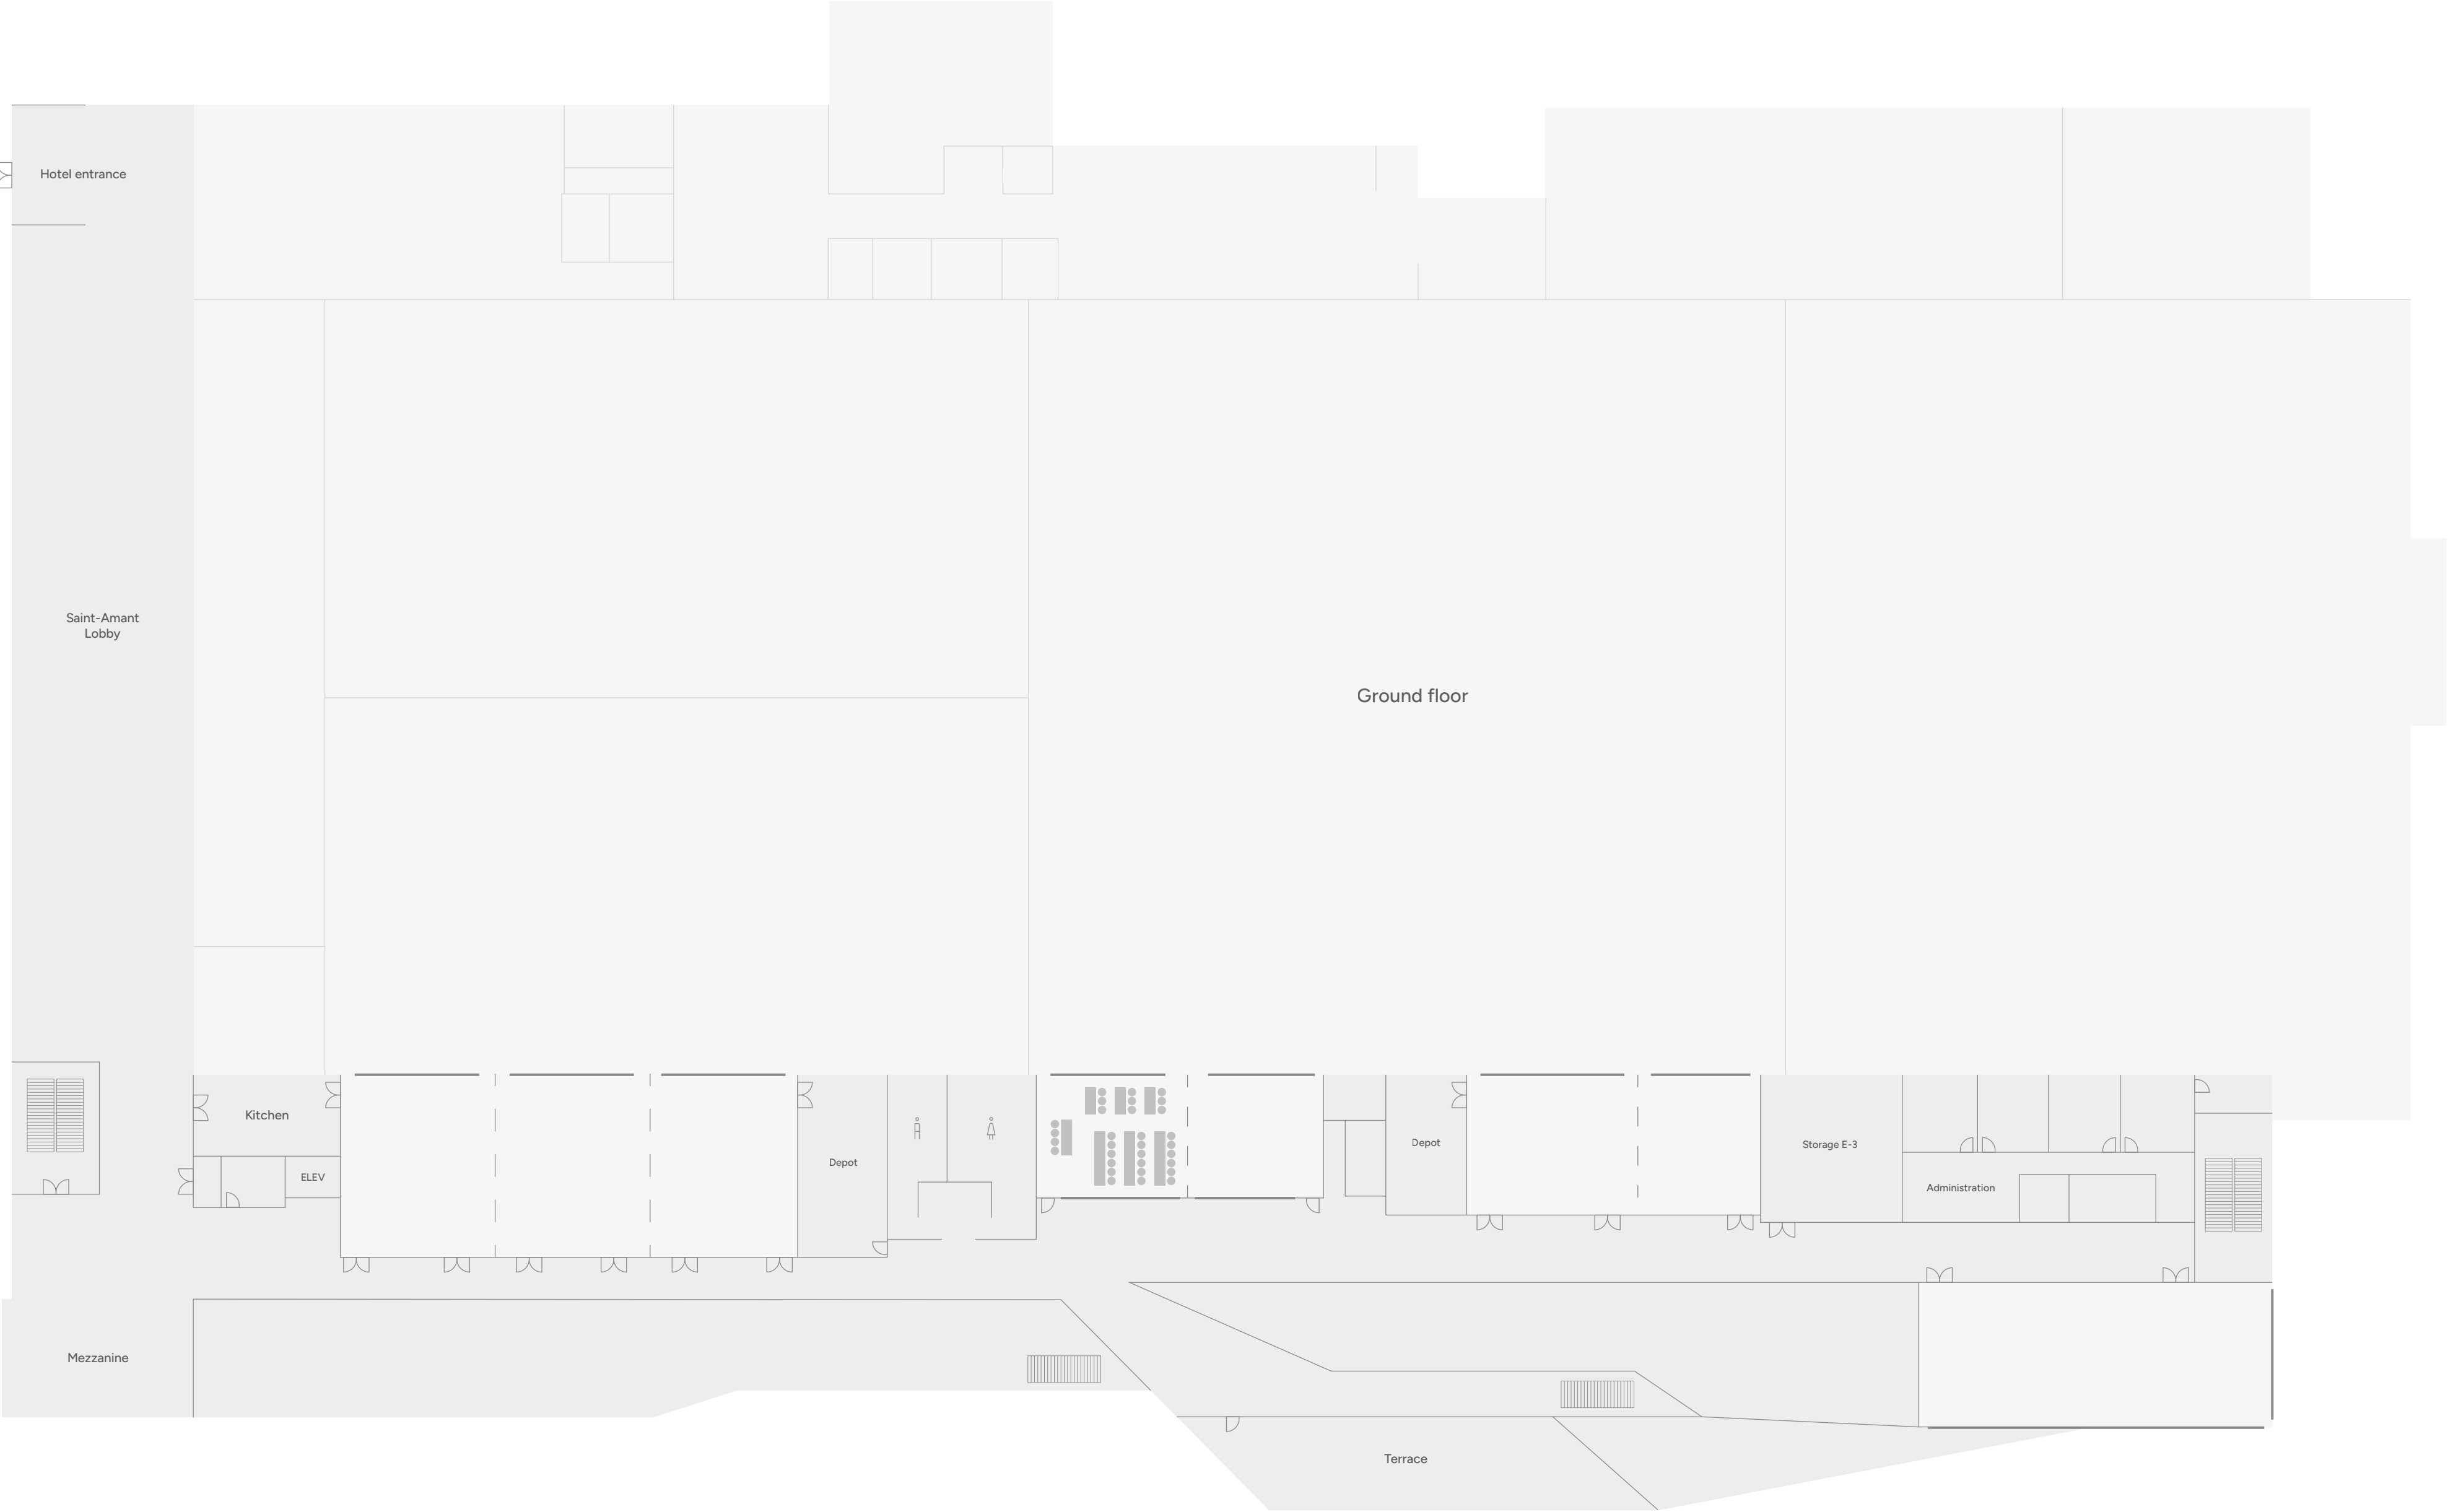 Hotel entrance
Saint-Amant
Lobby
Ground floor
Kitchen
ELEV
Depot
Depot
Storage E-3
Administration
Mezzanine
Terrace